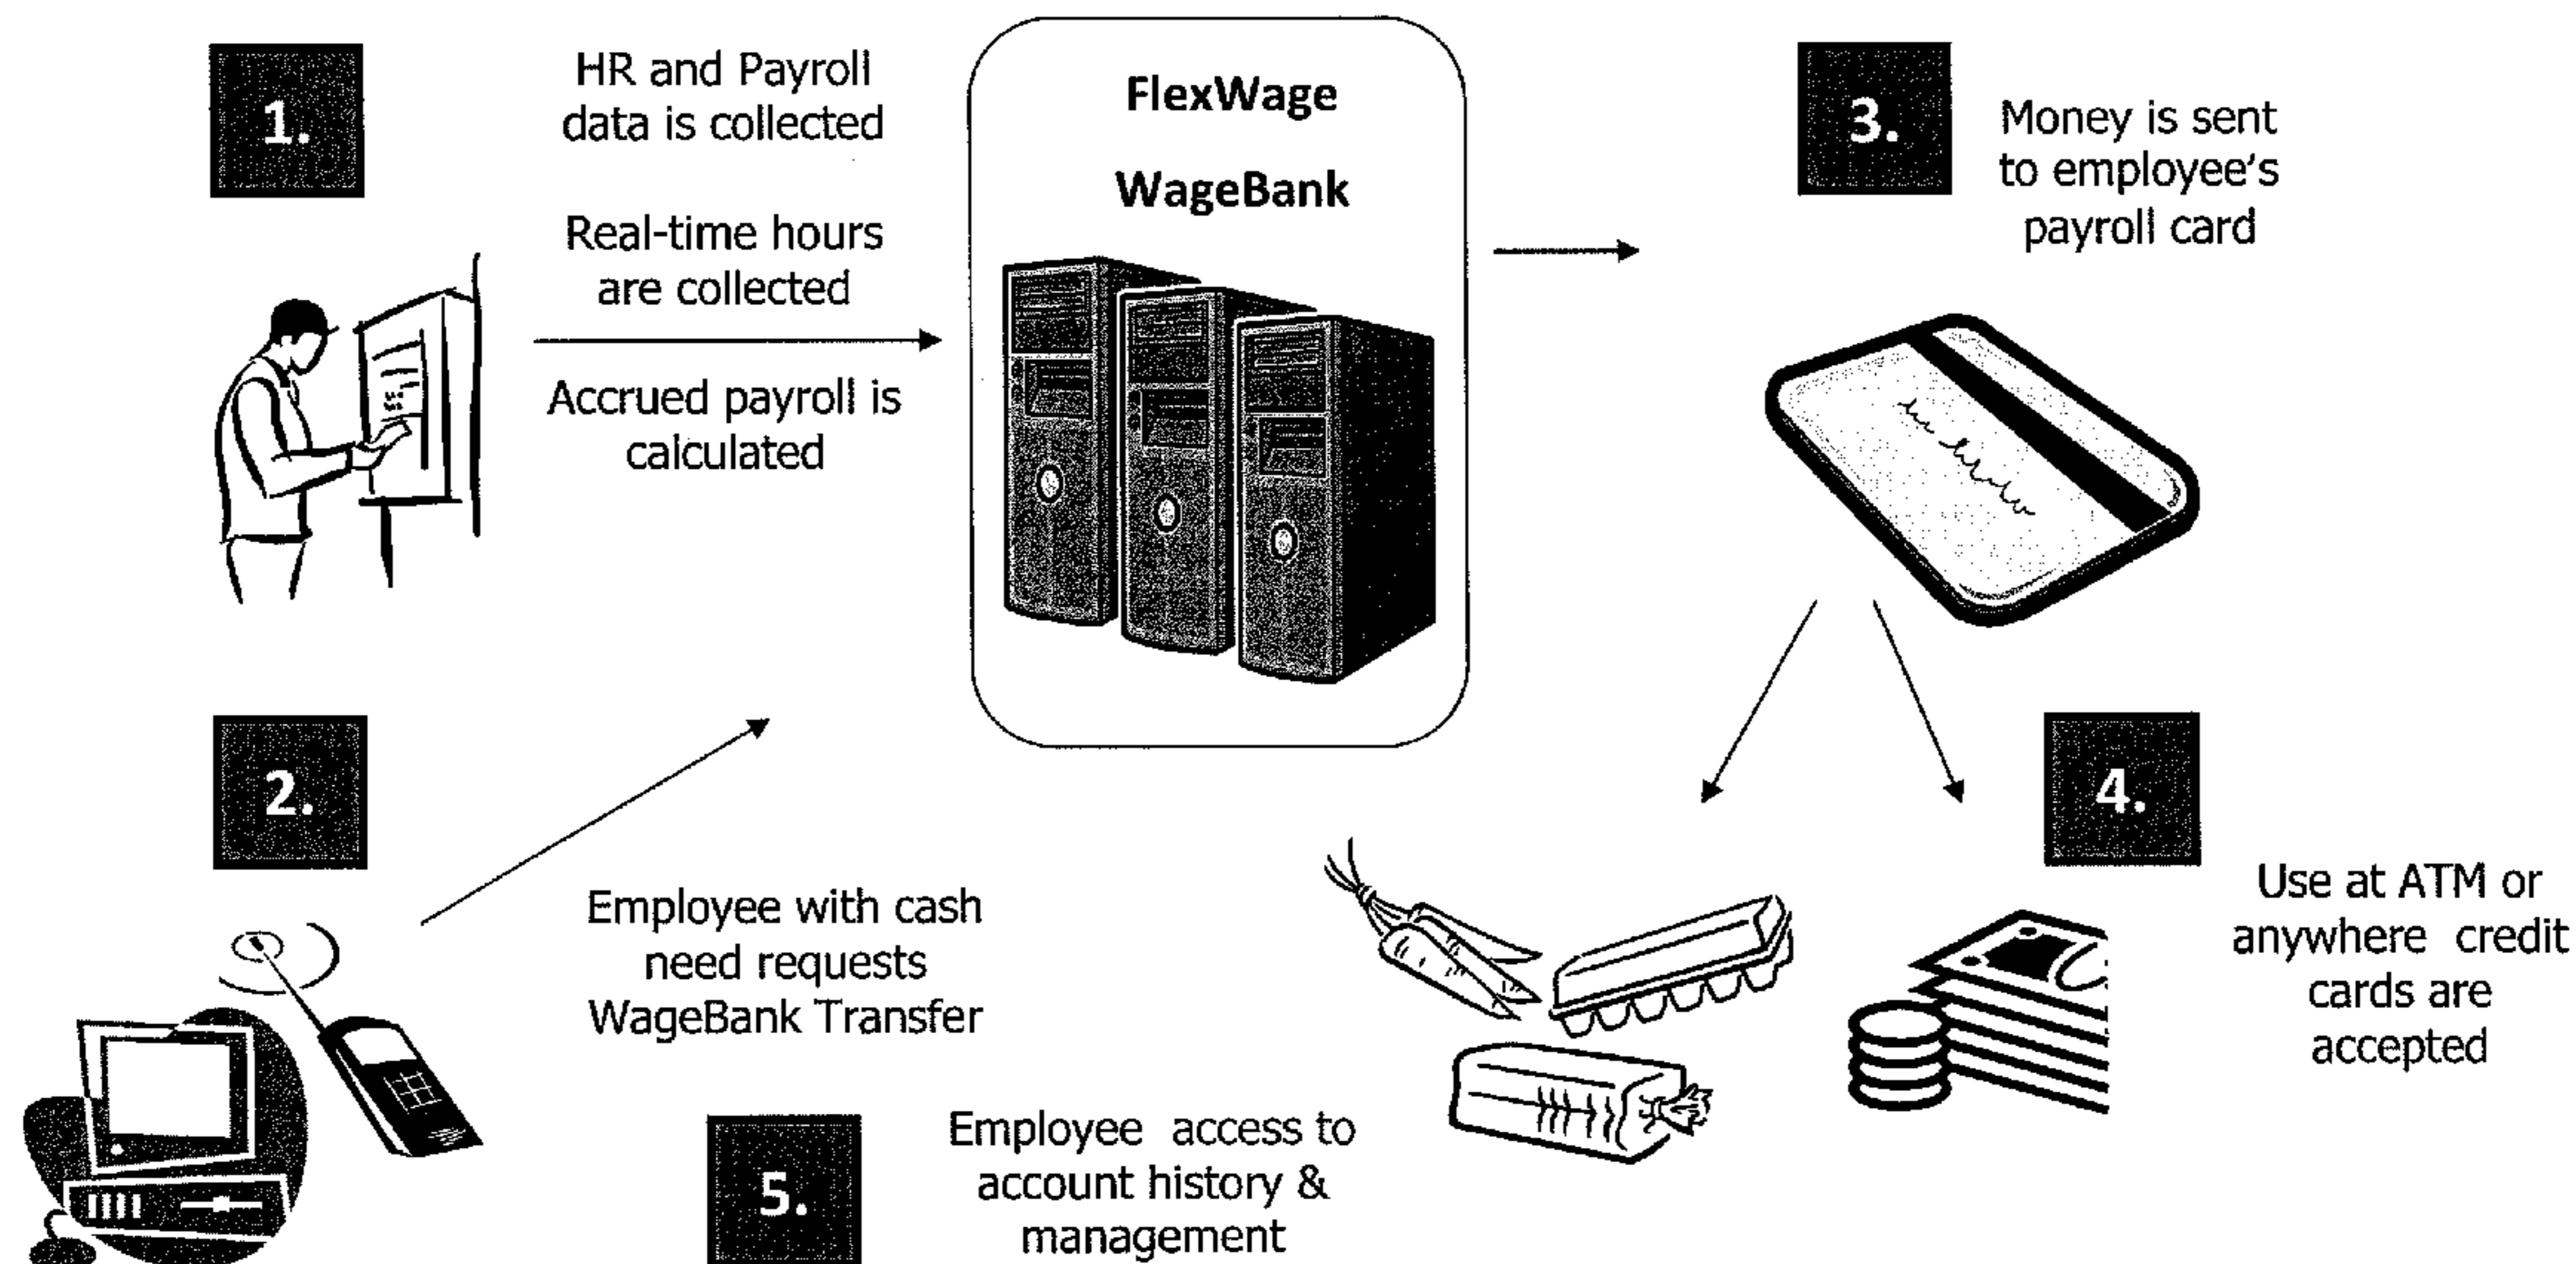 1.
HR and Payroll
data is collected
Real-time hours
are collected
Accrued payroll is
calculated
FlexWage
WageBank
3.
Money is sent
to employee's
payroll card
2.
Employee with cash
need requests
WageBank Transfer
4.
Use at ATM or
anywhere credit
cards are
accepted
5.
Employee access to
account history &
management